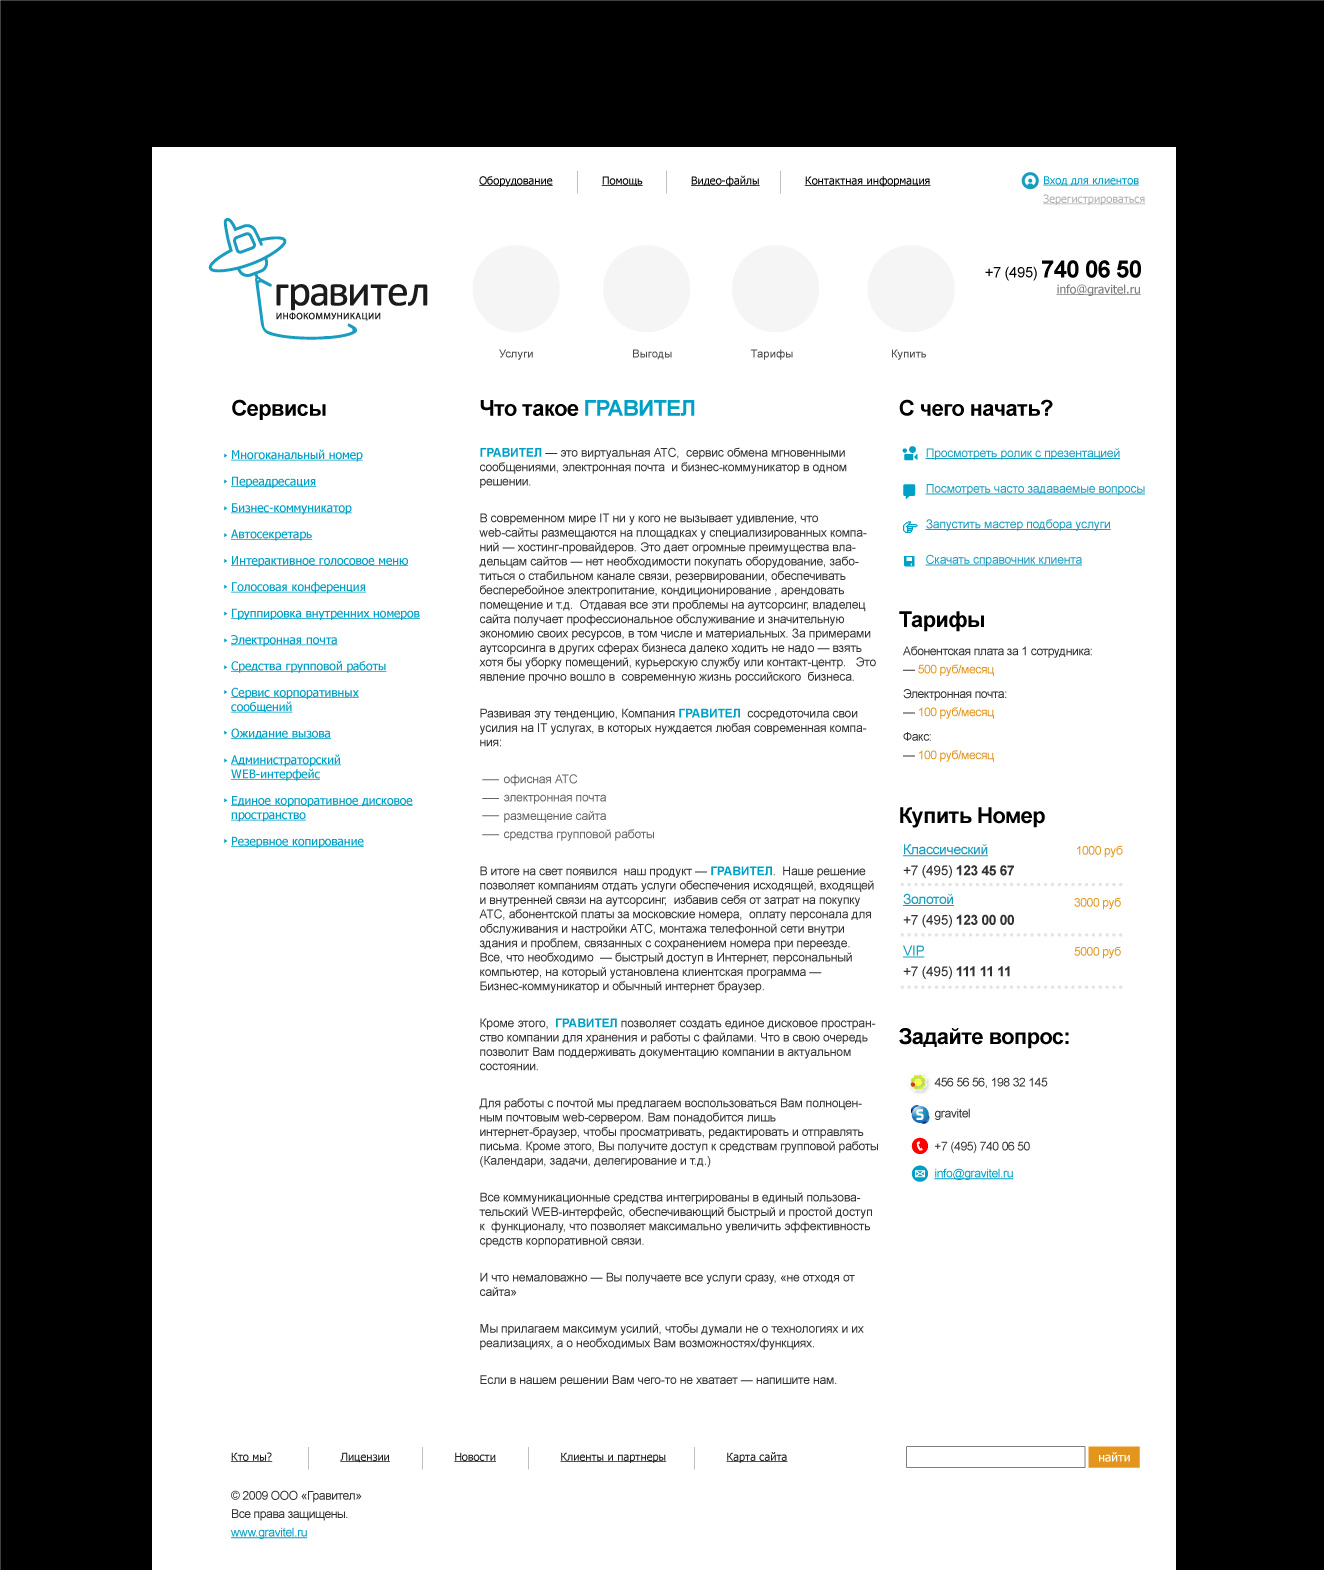 Оборудование
Помощь
Видео-файлы
Контактная информация
Вход для клиентов
Зерегистрироваться
гравител
ИНФОКОММУНИКАЦИИ
+7 (495) 740 06 50
info@gravitel.ru
Услуги
Выгоды
Тарифы
Купить
Сервисы
Многоканальный номер
Переадресация
Бизнес-коммуникатор
Автосекретарь
Интерактивное голосовое меню
Голосовая конференция
Группировка внутренних номеров
Электронная почта
Средства групповой работы
Сервис корпоративных
сообщений
Ожидание вызова
Администраторский
WEB-интерфейс
Единое корпоративное дисковое
пространство
Резервное копирование
Что такое ГРАВИТЕЛ
ГРАВИТЕЛ — это виртуальная АТС, сервис обмена мгновенными
сообщениями, электронная почта и бизнес-коммуникатор в одном
решении.
В современном мире IT ни у кого не вызывает удивление, что
web-сайты размещаются на площадках у специализированных компа-
ний — хостинг-провайдеров. Это дает огромные преимущества вла-
дельцам сайтов — нет необходимости покупать оборудование, забо-
титься о стабильном канале связи, резервировании, обеспечивать
бесперебойное электропитание, кондиционирование , арендовать
помещение и т.д. Отдавая все эти проблемы на аутсорсинг, владелец
сайта получает профессиональное обслуживание и значительную
экономию своих ресурсов, в том числе и материальных. За примерами
аутсорсинга в других сферах бизнеса далеко ходить не надо — взять
хотя бы уборку помещений, курьерскую службу или контакт-центр. Это
явление прочно вошло в современную жизнь российского бизнеса.
Развивая эту тенденцию, Компания ГРАВИТЕЛ сосредоточила свои
усилия на IT услугах, в которых нуждается любая современная компа-
ния:
— офисная АТС
— электронная почта
— размещение сайта
— средства групповой работы
В итоге на свет появился наш продукт — ГРАВИТЕЛ. Наше решение
позволяет компаниям отдать услуги обеспечения исходящей, входящей
и внутренней связи на аутсорсинг, избавив себя от затрат на покупку
АТС, абонентской платы за московские номера, оплату персонала для
обслуживания и настройки АТС, монтажа телефонной сети внутри
здания и проблем, связанных с сохранением номера при переезде.
Все, что необходимо — быстрый доступ в Интернет, персональный
компьютер, на который установлена клиентская программа —
Бизнес-коммуникатор и обычный интернет браузер.
Кроме этого, ГРАВИТЕЛ позволяет создать единое дисковое простран-
ство компании для хранения и работы с файлами. Что в свою очередь
позволит Вам поддерживать документацию компании в актуальном
состоянии.
Для работы с почтой мы предлагаем воспользоваться Вам полноцен-
ным почтовым web-сервером. Вам понадобится лишь
интернет-браузер, чтобы просматривать, редактировать и отправлять
письма. Кроме этого, Вы получите доступ к средствам групповой работы
(Календари, задачи, делегирование и т.д.)
Все коммуникационные средства интегрированы в единый пользова-
тельский WEB-интерфейс, обеспечивающий быстрый и простой доступ
к функционалу, что позволяет максимально увеличить эффективность
средств корпоративной связи.
И что немаловажно — Вы получаете все услуги сразу, «не отходя от
сайта»
Мы прилагаем максимум усилий, чтобы думали не о технологиях и их
реализациях, а о необходимых Вам возможностях/функциях.
Если в нашем решении Вам чего-то не хватает — напишите нам.
С чего начать?
Просмотреть ролик с презентацией
Посмотреть часто задаваемые вопросы
Запустить мастер подбора услуги
Скачать справочник клиента
Тарифы
Абонентская плата за 1 сотрудника:
— 500 руб/месяц
Электронная почта:
— 100 руб/месяц
Факс:
— 100 руб/месяц
Купить Номер
Классический 1000 руб
+7 (495) 123 45 67
Золотой 3000 руб
+7 (495) 123 00 00
VIP 5000 руб
+7 (495) 111 11 11
Задайте вопрос:
456 56 56, 198 32 145
gravitel
+7 (495) 740 06 50
info@gravitel.ru
Кто мы?
Лицензии
Новости
Клиенты и партнеры
Карта сайта
найти
© 2009 ООО «Гравител»
Все права защищены.
www.gravitel.ru